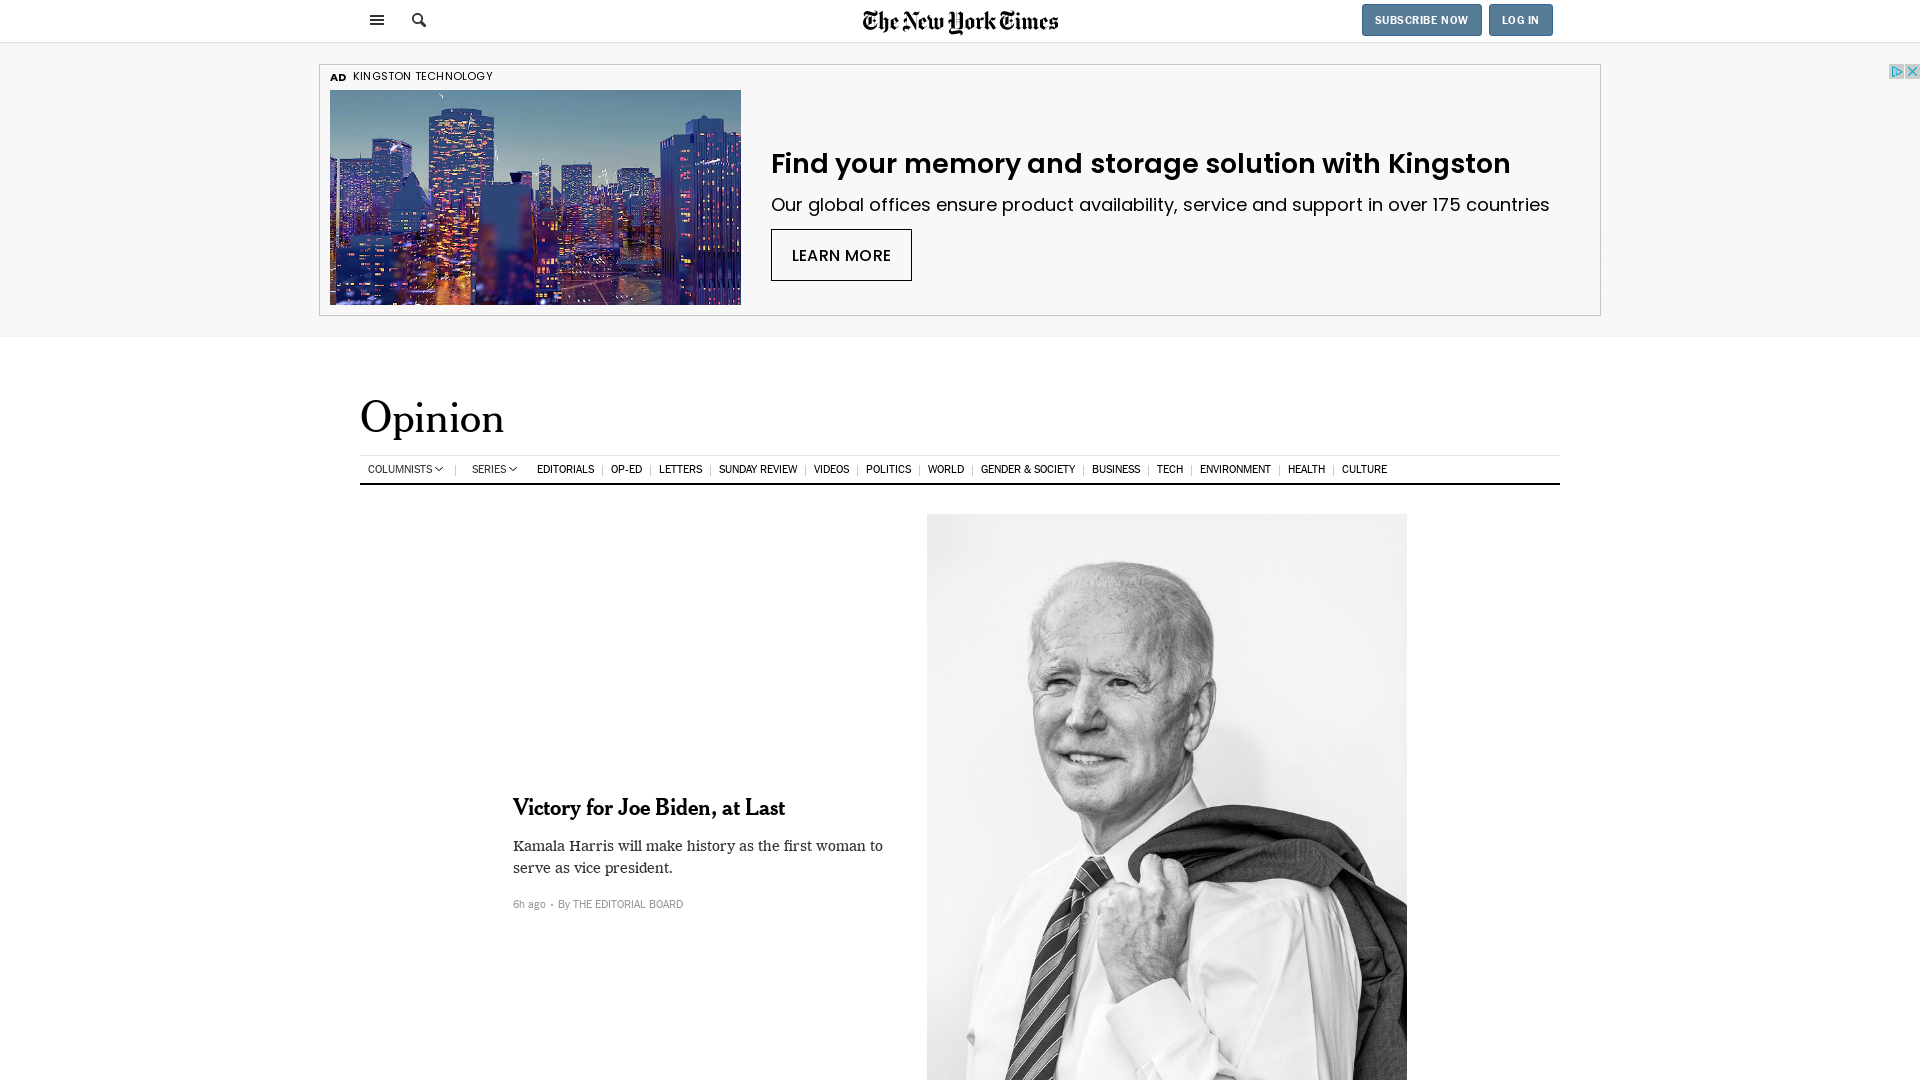 The New York Times
SUBSCRIBE NOW
LOG IN
AD KINGSTON TECHNOLOGY
Find your memory and storage solution with Kingston
Our global offices ensure product availability, service and support in over 175 countries
LEARN MORE
Opinion
COLUMNISTS SERIES EDITORIALS OP-ED LETTERS SUNDAY REVIEW VIDEOS POLITICS WORLD GENDER & SOCIETY BUSINESS TECH ENVIRONMENT HEALTH CULTURE
Victory for Joe Biden, at Last
Kamala Harris will make history as the first woman to
serve as vice president.
6h ago • By THE EDITORIAL BOARD